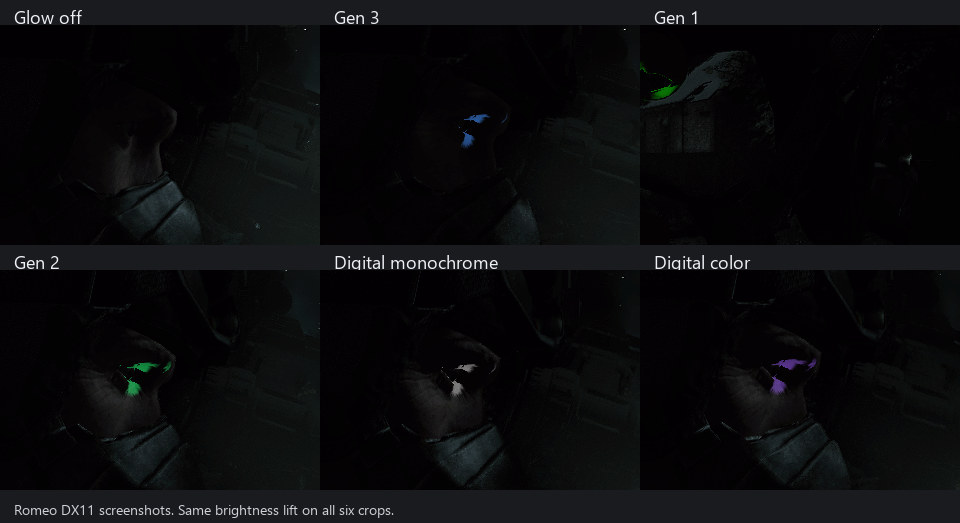 Glow off
Gen 3
Gen 1
Gen 2
Digital monochrome
Digital color
Romeo DX11 screenshots. Same brightness lift on all six crops.